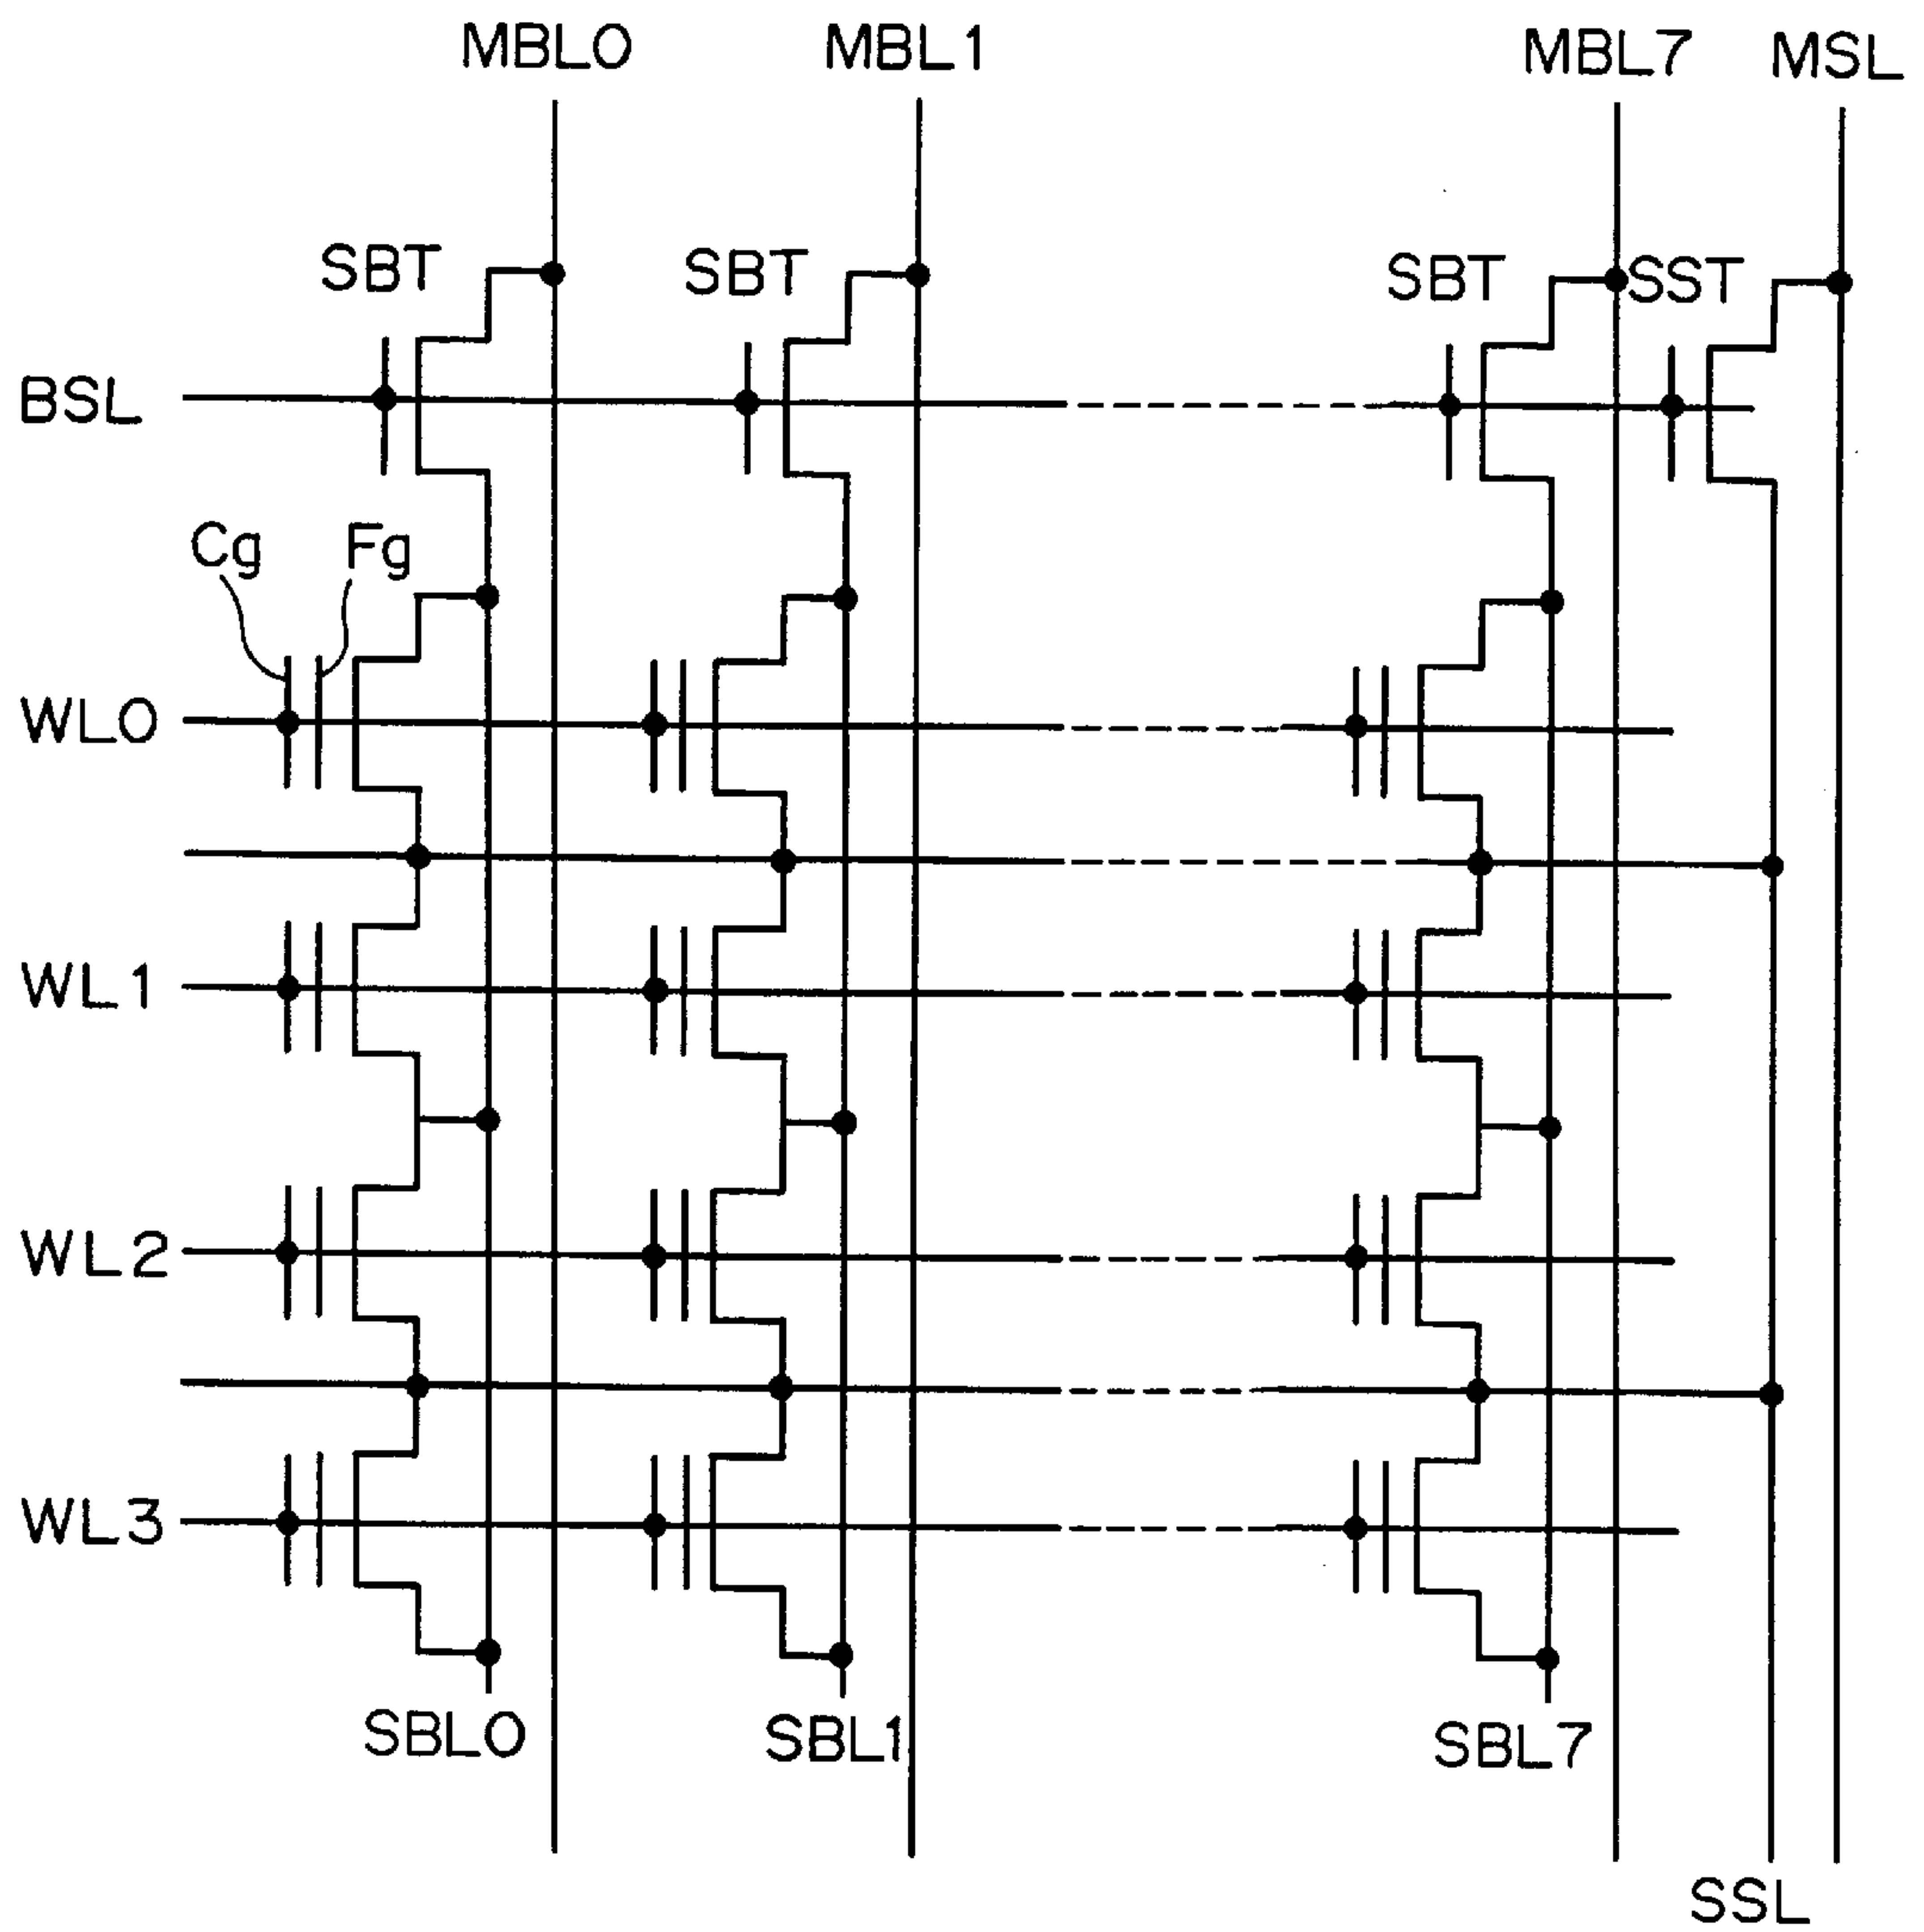 MBL0 MBL1 MBL7 MSL
SBT SBT SBT SST
BSL
Cg Fg
WL0
WL1
WL2
WL3
SBL0 SBL1 SBL7
SSL